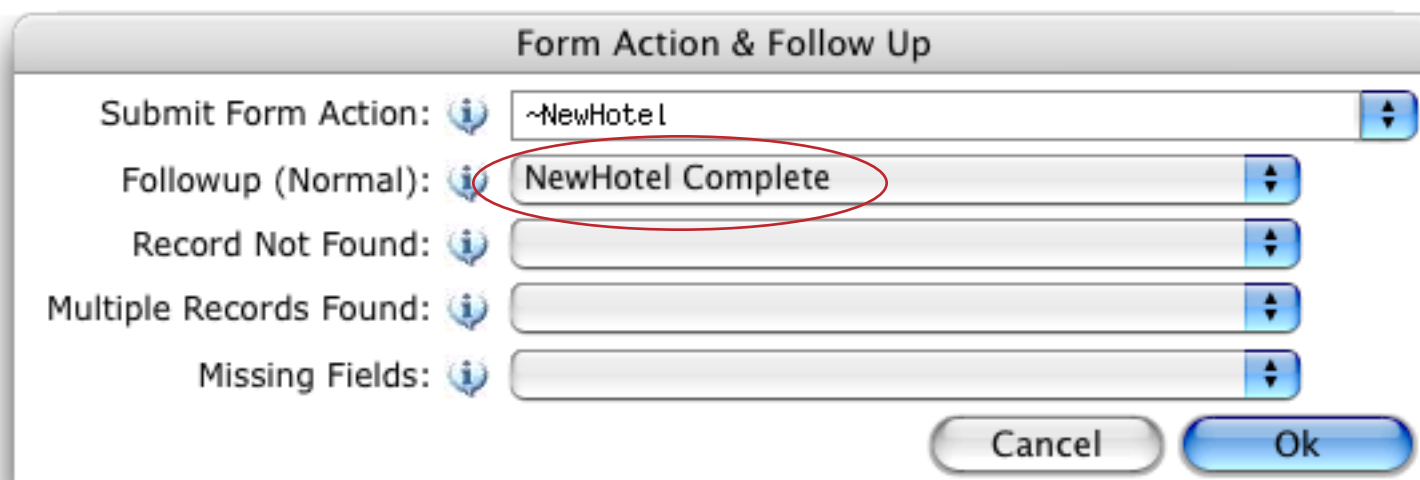 Form Action & Follow Up
Submit Form Action: ~NewHotel
Followup (Normal): NewHotel Complete
Record Not Found:
Multiple Records Found:
Missing Fields:
Cancel Ok